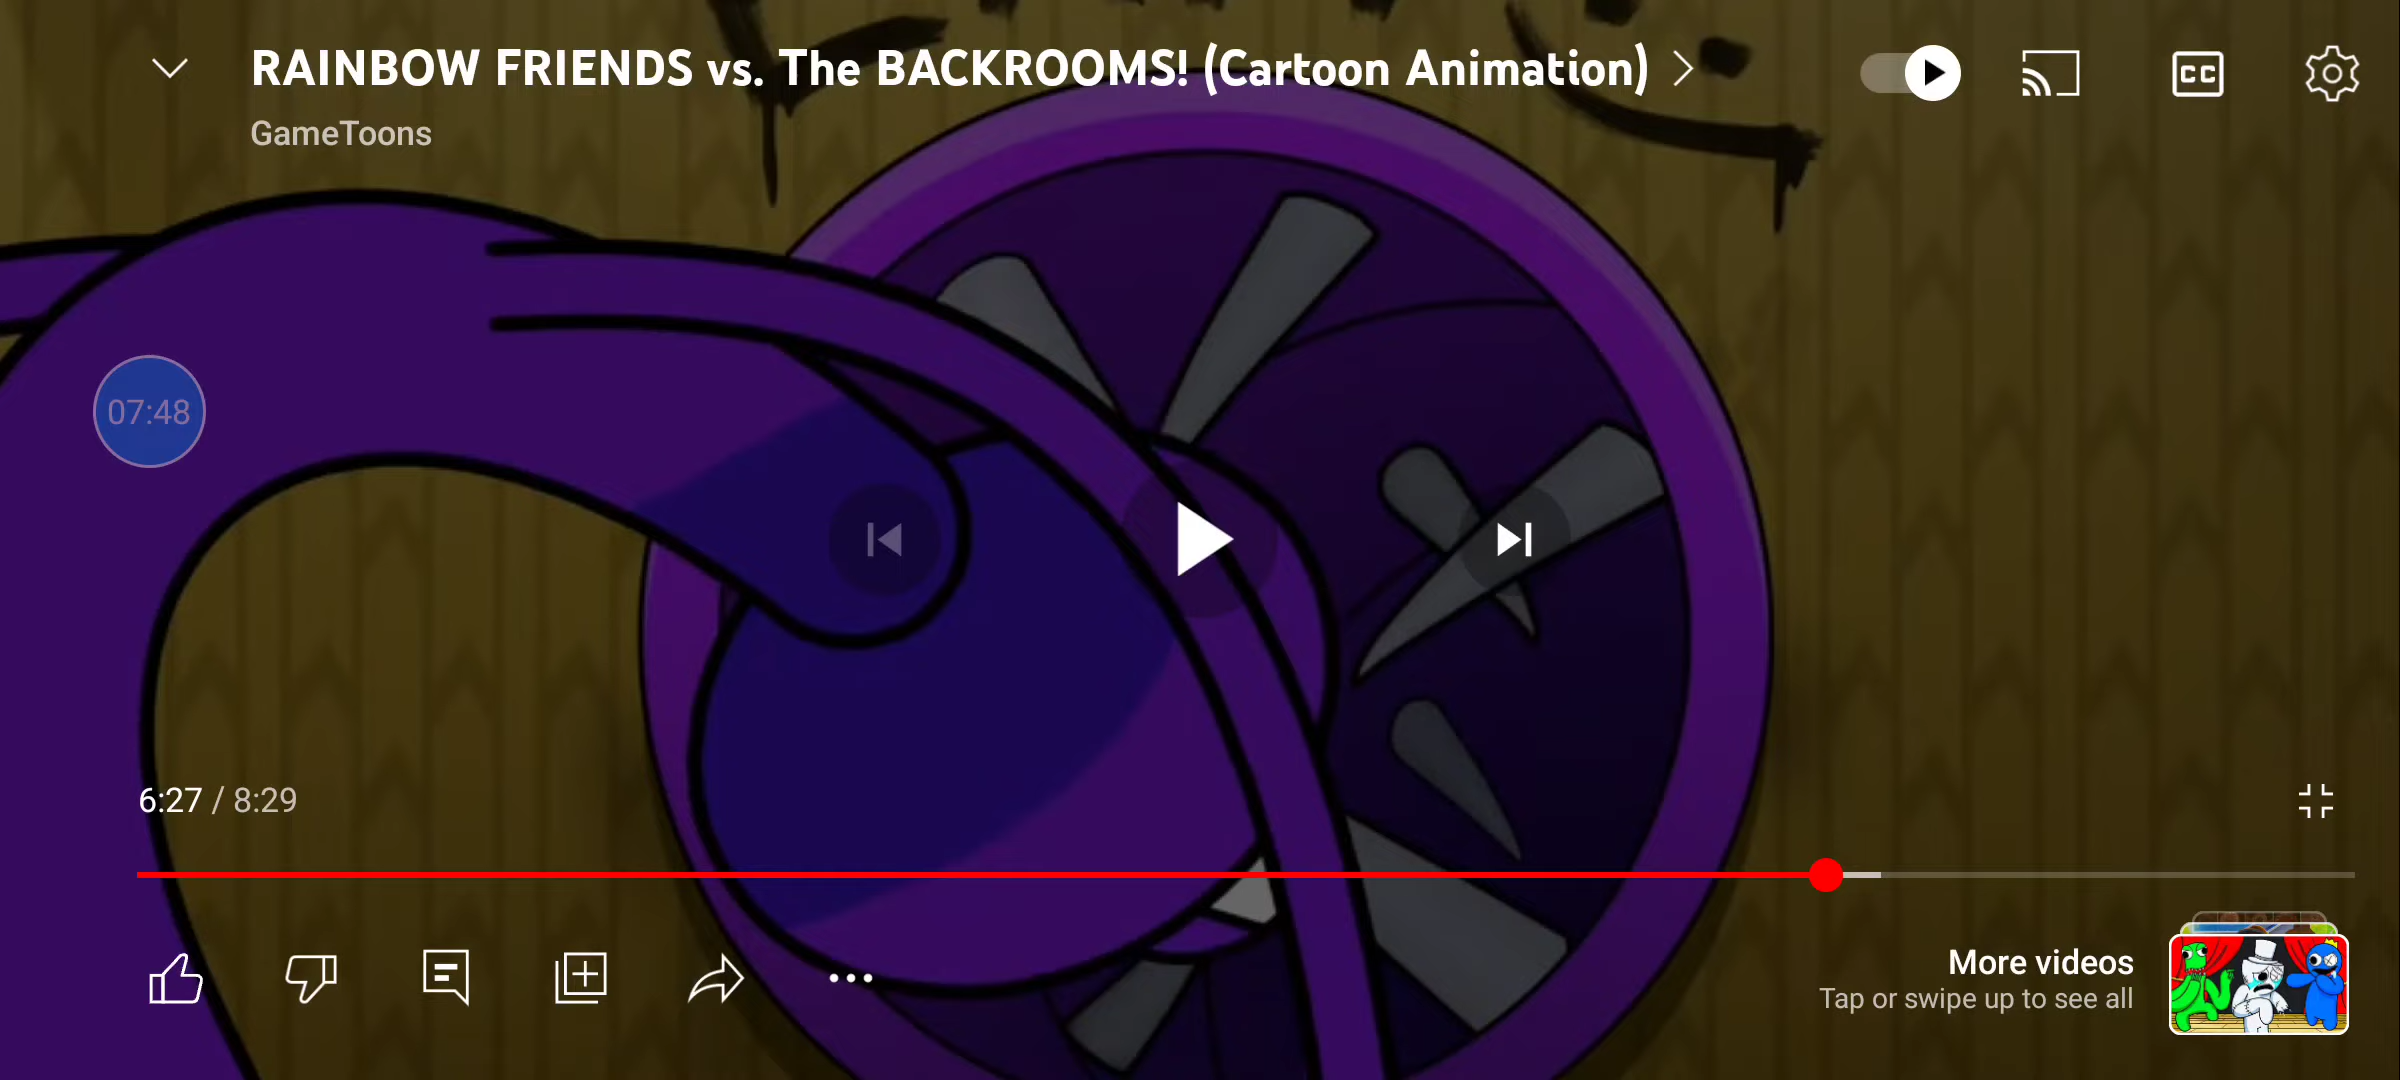 RAINBOW FRIENDS vs. The BACKROOMS! (Cartoon Animation)
GameToons
CC
07:48
6:27 / 8:29
More videos
Tap or swipe up to see all